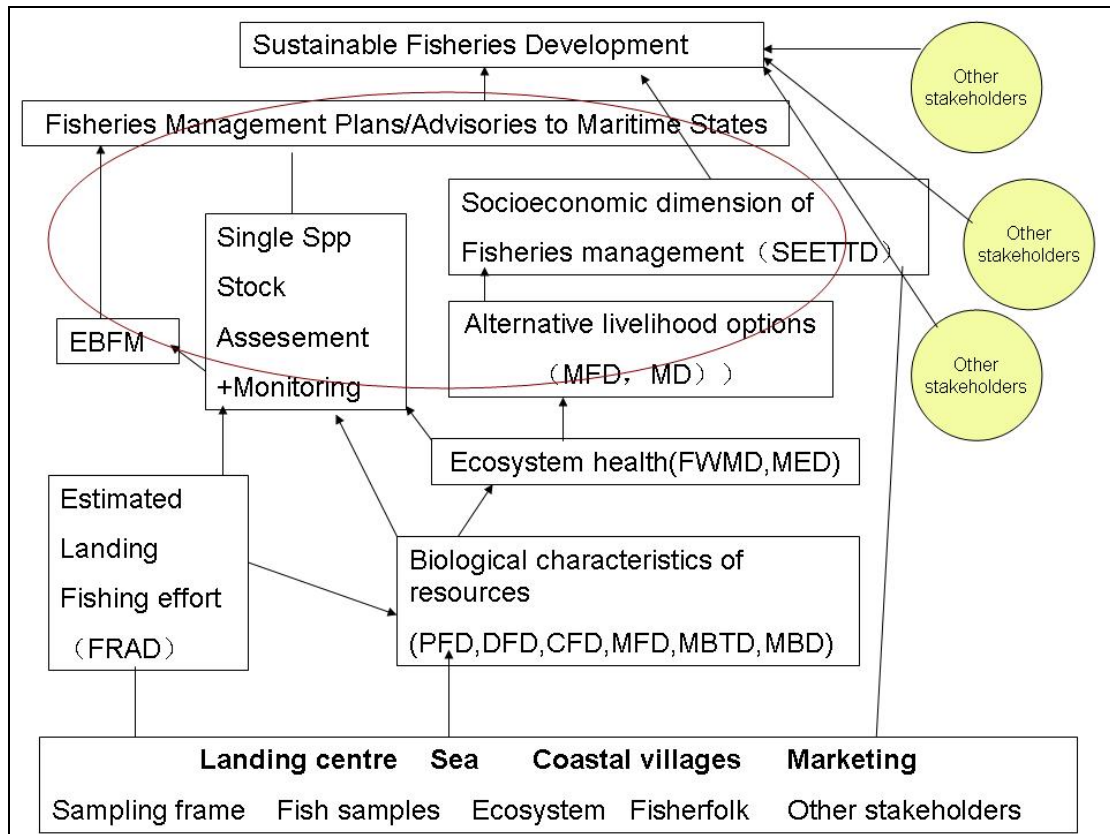 Sustainable Fisheries Development
Other
stakeholders
Fisheries Management Plans/Advisories to Maritime States
Single Spp
Stock
Assesement
+Monitoring
Socioeconomic dimension of
Fisheries management（SEETTD）
Other
stakeholders
EBFM
Alternative livelihood options
（MFD，MD））
Other
stakeholders
Ecosystem health(FWMD,MED)
Estimated
Landing
Fishing effort
（FRAD）
Biological characteristics of
resources
(PFD,DFD,CFD,MFD,MBTD,MBD)
Landing centre Sea Coastal villages Marketing
Sampling frame Fish samples Ecosystem Fisherfolk Other stakeholders